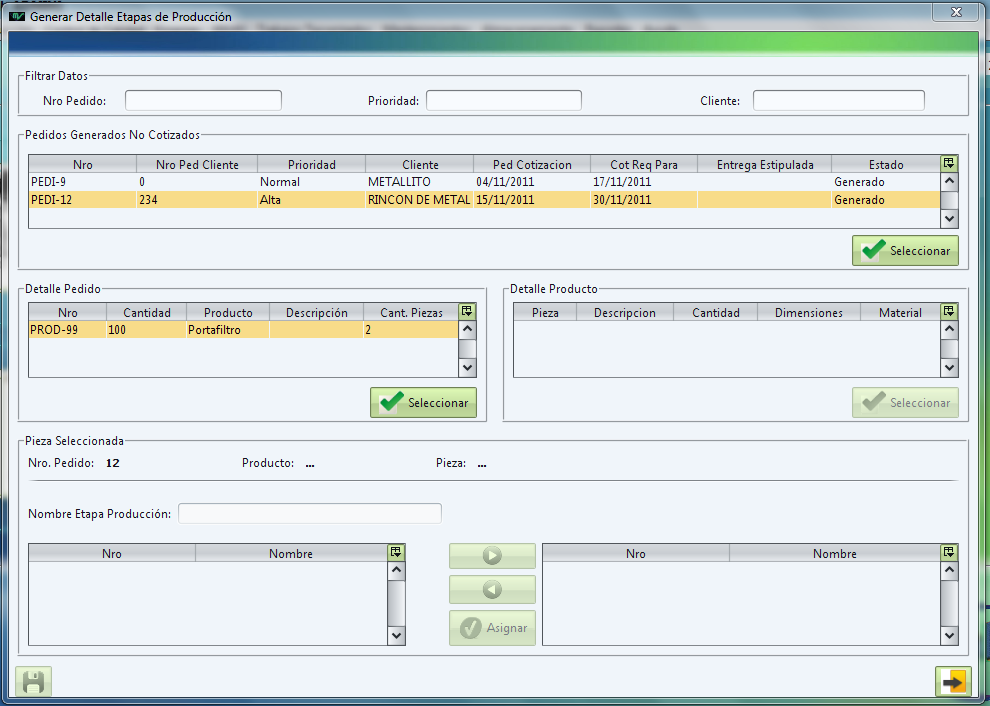 Generar Detalle Etapas de Producción
Filtrar Datos
Nro Pedido: Prioridad: Cliente:
Pedidos Generados No Cotizados
Nro Nro Ped Cliente Prioridad Cliente Ped Cotizacion Cot Req Para Entrega Estipulada Estado
PEDI-9 0 Normal METALLITO 04/11/2011 17/11/2011 Generado
PEDI-12 234 Alta RINCON DE METAL 15/11/2011 30/11/2011 Generado
Seleccionar
Detalle Pedido
Nro Cantidad Producto Descripción Cant. Piezas
PROD-99 100 Portafiltro 2
Seleccionar
Detalle Producto
Pieza Descripcion Cantidad Dimensiones Material
Seleccionar
Pieza Seleccionada
Nro. Pedido: 12 Producto: ... Pieza: ...
Nombre Etapa Producción:
Nro Nombre
Asignar
Nro Nombre